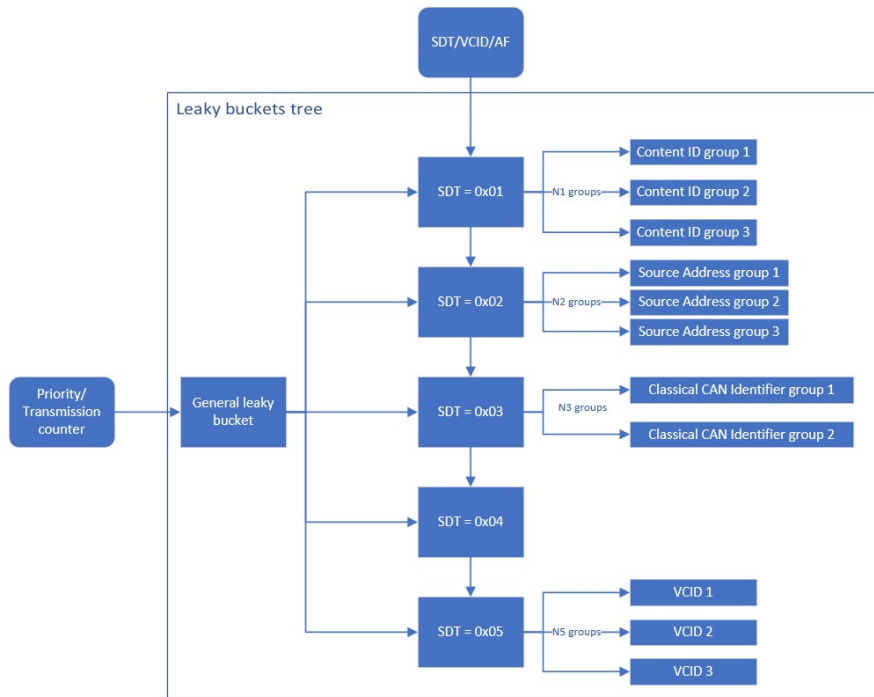 SDT/VCID/AF
Leaky buckets tree
SDT = 0x01
N1 groups
Content ID group 1
Content ID group 2
Content ID group 3
SDT = 0x02
N2 groups
Source Address group 1
Source Address group 2
Source Address group 3
Priority/
Transmission
counter
General leaky
bucket
SDT = 0x03
N3 groups
Classical CAN Identifier group 1
Classical CAN Identifier group 2
SDT = 0x04
SDT = 0x05
N5 groups
VCID 1
VCID 2
VCID 3